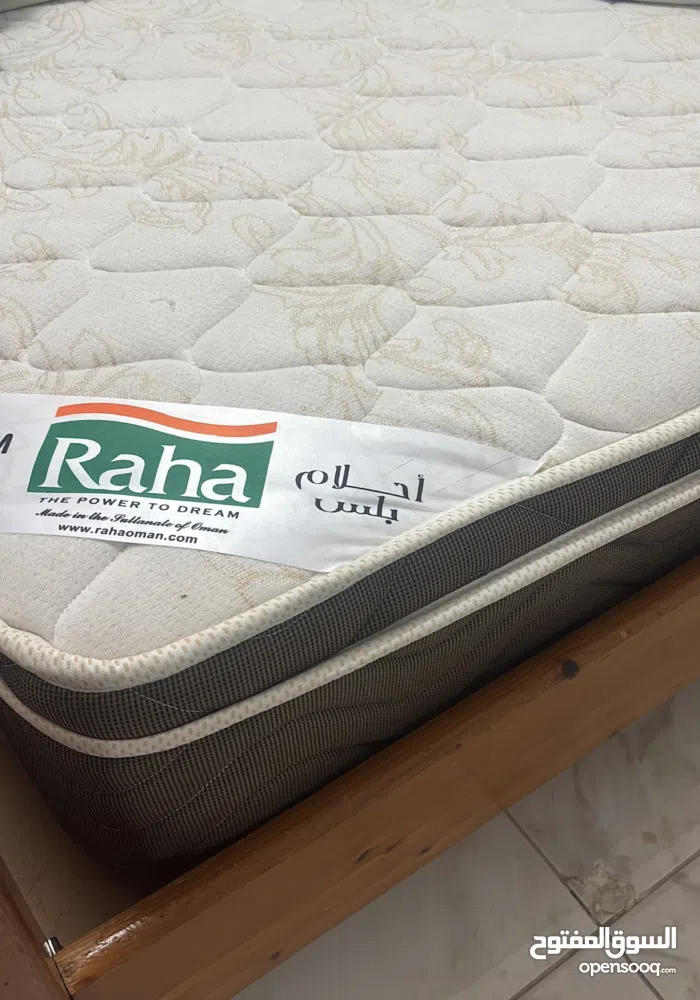 M
Raha
THE POWER TO DREAM
Made in the Sultanate of Oman
www.rahaoman.com
أحلام
بلس
السوق المفتوح
opensooq.com